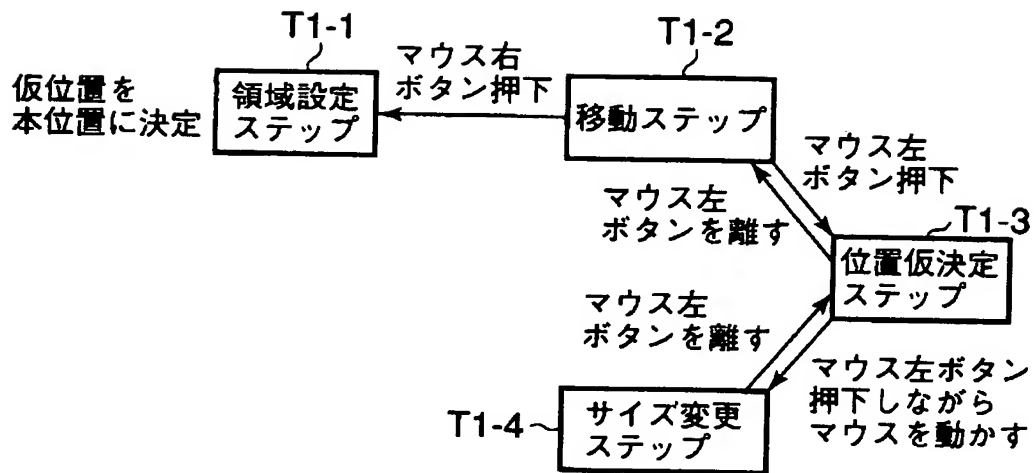 T1-1
T1-2
マウス右
ボタン押下
仮位置を
本位置に決定
領域設定
ステップ
移動ステップ
マウス左
ボタン押下
マウス左
ボタンを離す
T1-3
位置仮決定
ステップ
マウス左
ボタンを離す
マウス左ボタン
押下しながら
マウスを動かす
T1-4
サイズ変更
ステップ